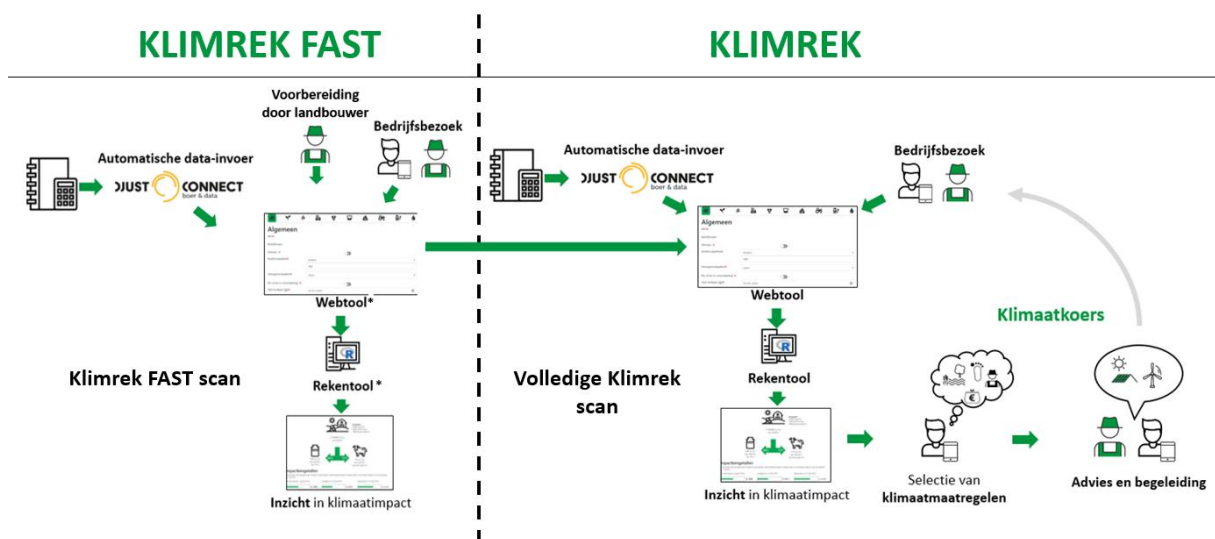 KLIMREK FAST
KLIMREK
Voorbereiding
door landbouwer
Bedrijfsbezoek
Automatische data-invoer
DJUST CONNECT
boer & data
Algemeen
Webtool*
Rekentool *
Klimrek FAST scan
Inzicht in klimaatimpact
Automatische data-invoer
DJUST CONNECT
boer & data
Bedrijfsbezoek
Algemeen
Webtool
R
Rekentool
Volledige Klimrek
scan
Inzicht in klimaatimpact
Klimaatkoers
€
Selectie van
klimaatmaatregelen
Advies en begeleiding